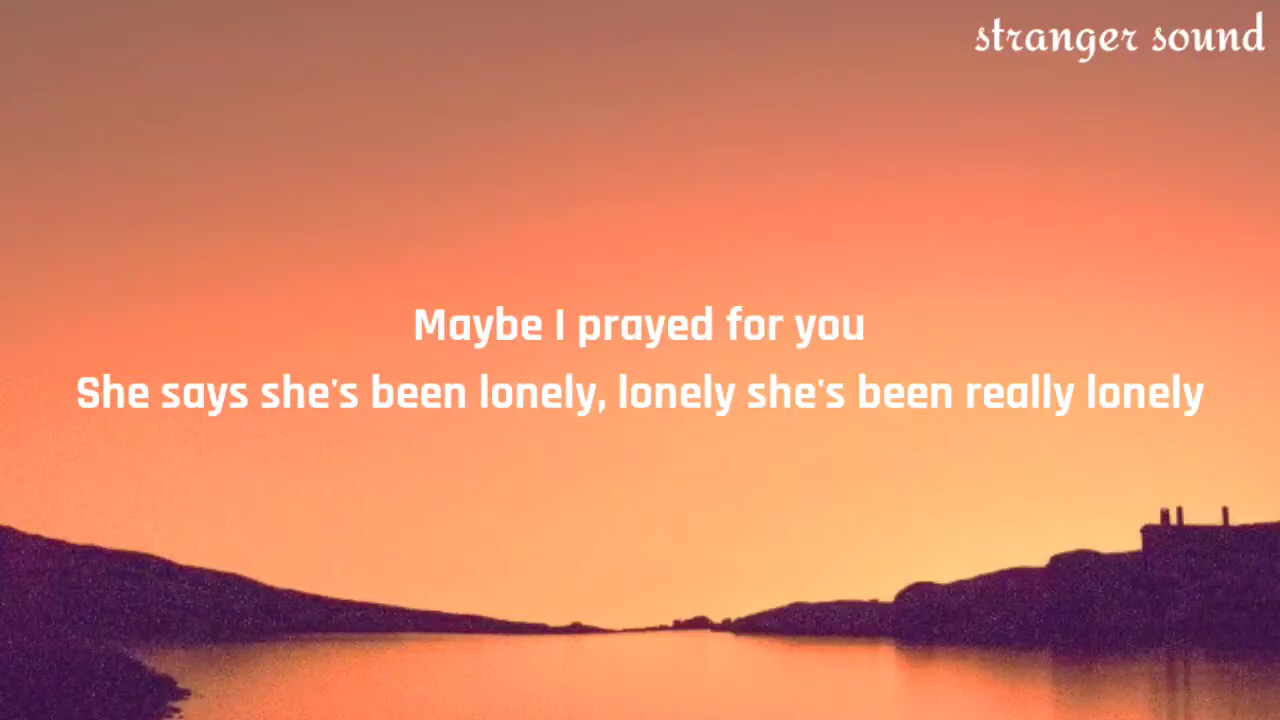 stranger sound
Maybe I prayed for you
She says she's been lonely, lonely she's been really lonely